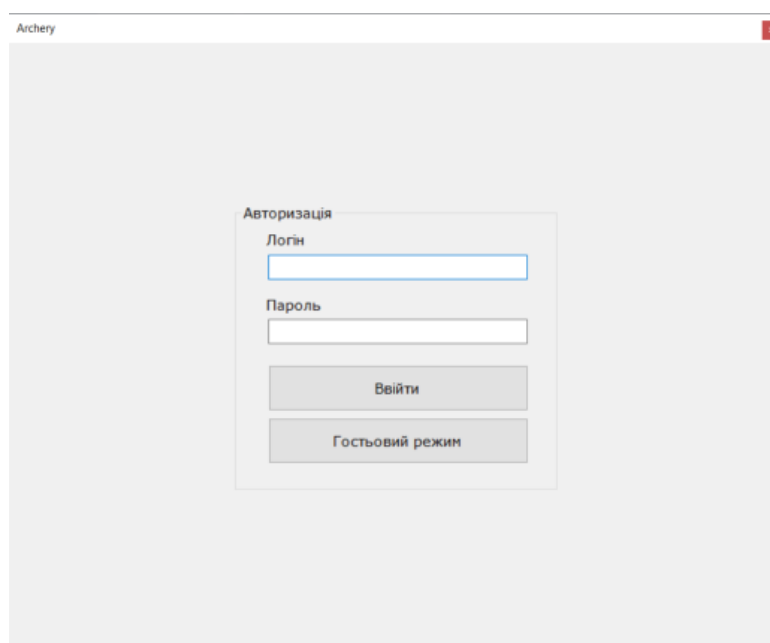 Archery
Авторизація
Логін
Пароль
Ввійти
Гостьовий режим